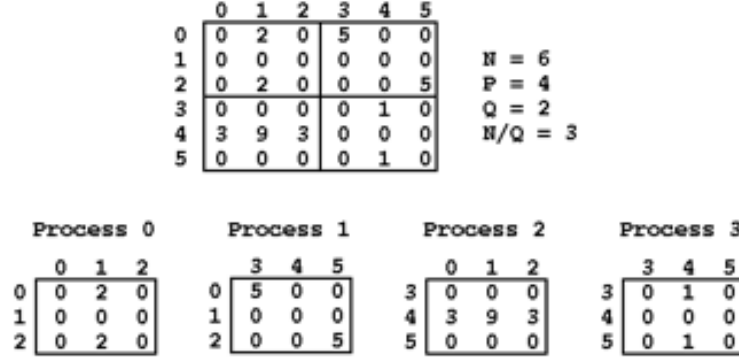 0 1 2 3 4 5
0 0 2 0 5 0 0
1 0 0 0 0 0 0 N = 6
2 0 2 0 0 0 5 P = 4
3 0 0 0 0 1 0 Q = 2
4 3 9 3 0 0 0 N/Q = 3
5 0 0 0 0 1 0
Process 0 Process 1 Process 2 Process 3
0 1 2 3 4 5 0 1 2 3 4 5
0 0 2 0 0 5 0 0 3 0 0 0 3 0 1 0
1 0 0 0 1 0 0 0 4 3 9 3 4 0 0 0
2 0 2 0 2 0 0 5 5 0 0 0 5 0 1 0